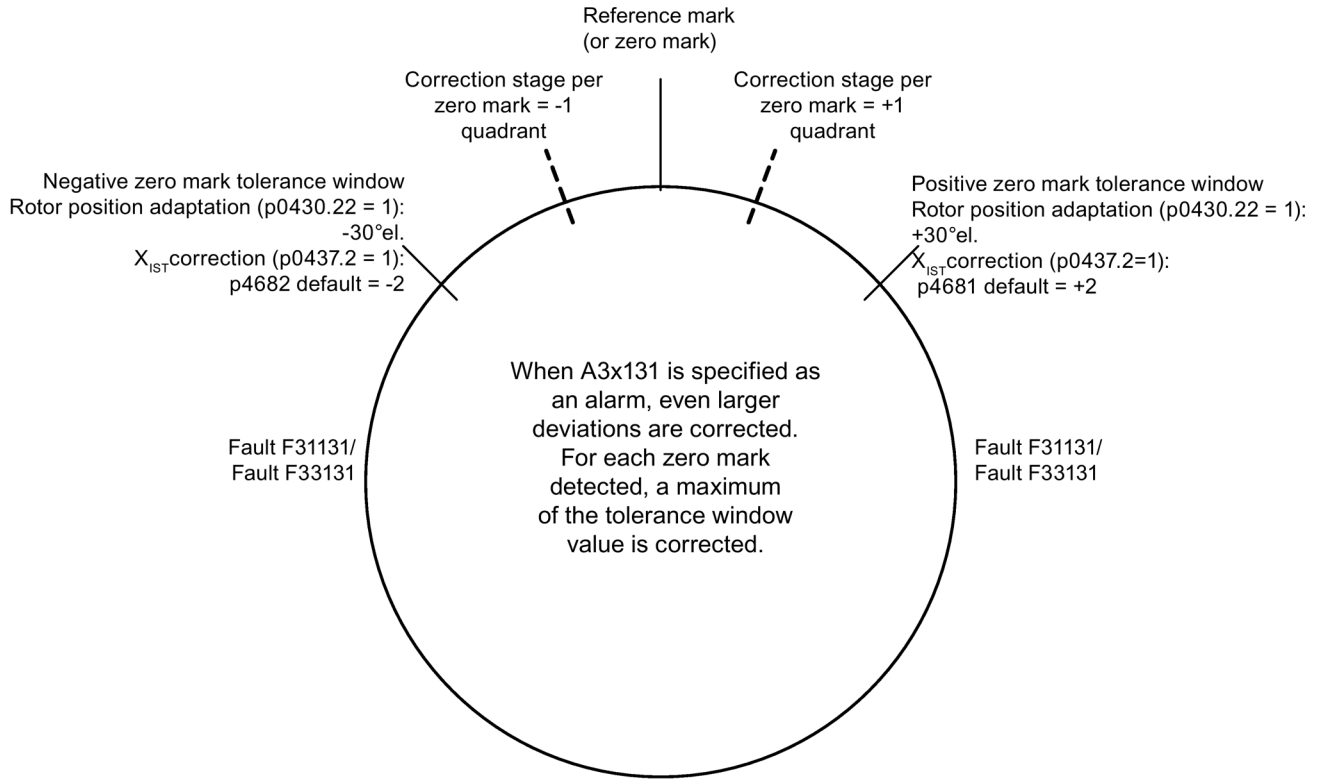 Reference mark
(or zero mark)
Correction stage per
zero mark = -1
quadrant
Correction stage per
zero mark = +1
quadrant
Negative zero mark tolerance window
Rotor position adaptation (p0430.22 = 1):
-30°el.
XISTcorrection (p0437.2 = 1):
p4682 default = -2
Positive zero mark tolerance window
Rotor position adaptation (p0430.22 = 1):
+30°el.
XISTcorrection (p0437.2=1):
p4681 default = +2
When A3x131 is specified as
an alarm, even larger
deviations are corrected.
For each zero mark
detected, a maximum
of the tolerance window
value is corrected.
Fault F31131/
Fault F33131
Fault F31131/
Fault F33131